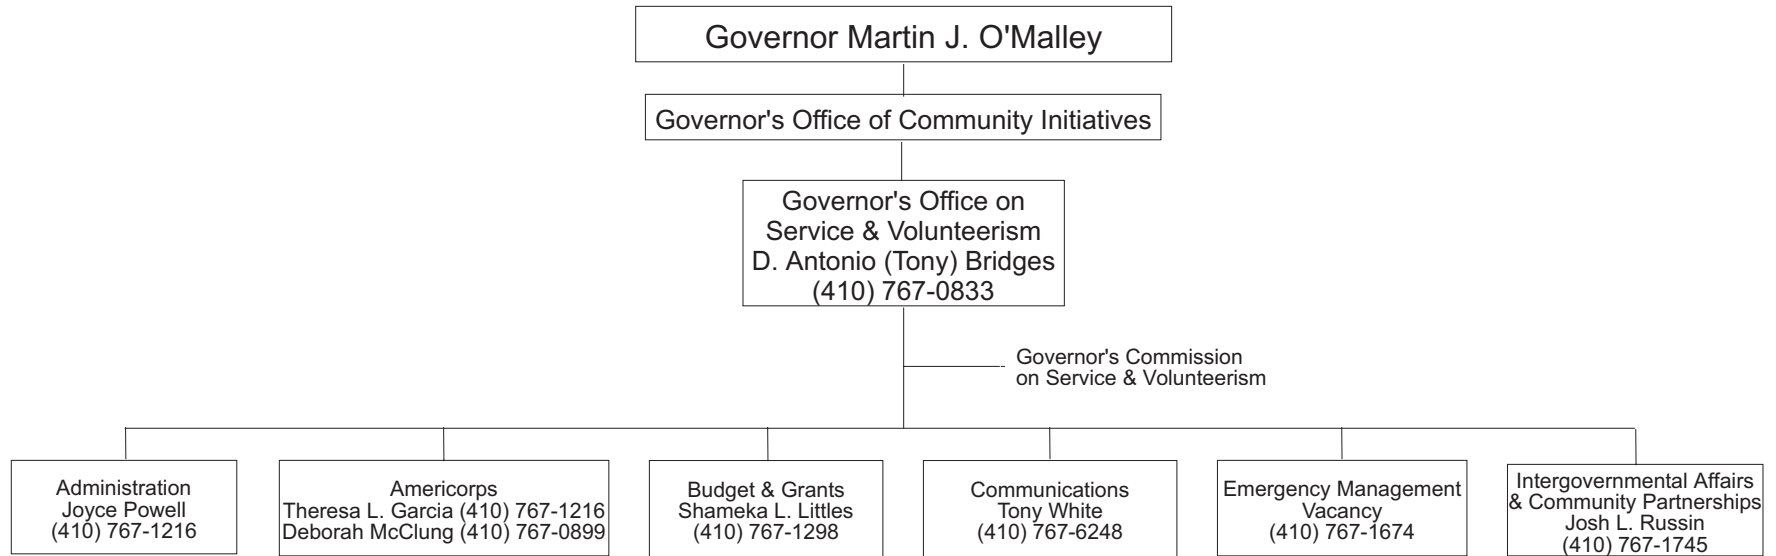 Governor Martin J. O'Malley
Governor's Office of Community Initiatives
Governor's Office on
Service & Volunteerism
D. Antonio (Tony) Bridges
(410) 767-0833
Governor's Commission
on Service & Volunteerism
Administration
Joyce Powell
(410) 767-1216
Americorps
Theresa L. Garcia (410) 767-1216
Deborah McClung (410) 767-0899
Budget & Grants
Shameka L. Littles
(410) 767-1298
Communications
Tony White
(410) 767-6248
Emergency Management
Vacancy
(410) 767-1674
Intergovernmental Affairs
& Community Partnerships
Josh L. Russin
(410) 767-1745